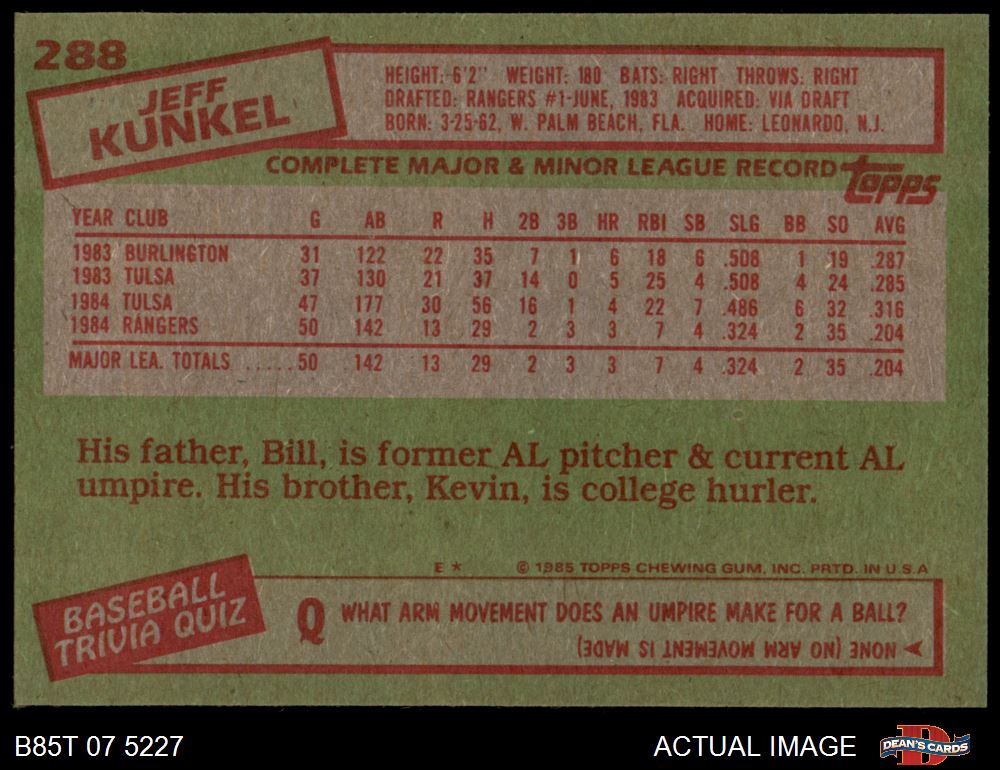 288
JEFF
KUNKEL
HEIGHT: 6'2" WEIGHT: 180 BATS: RIGHT THROWS: RIGHT
DRAFTED: RANGERS #1-JUNE, 1983 ACQUIRED: VIA DRAFT
BORN: 3-25-62, W. PALM BEACH, FLA. HOME: LEONARDO, N.J.
COMPLETE MAJOR & MINOR LEAGUE RECORD
topps
YEAR CLUB G AB R H 2B 3B HR RBI SB SLG BB SO AVG
1983 BURLINGTON 31 122 22 35 7 1 6 18 6 .508 1 19 .287
1983 TULSA 37 130 21 37 14 0 5 25 4 .508 4 24 .285
1984 TULSA 47 177 30 56 16 1 4 22 7 .486 6 32 .316
1984 RANGERS 50 142 13 29 2 3 3 7 4 .324 2 35 .204
MAJOR LEA. TOTALS .....50 142 13 29 2 3 3 7 4 .324 2 35 .204
His father, Bill, is former AL pitcher & current AL
umpire. His brother, Kevin, is college hurler.
E * © 1985 TOPPS CHEWING GUM, INC. PRTD. IN U.S.A
BASEBALL
TRIVIA QUIZ
Q WHAT ARM MOVEMENT DOES AN UMPIRE MAKE FOR A BALL?
NONE (NO ARM MOVEMENT IS MADE)
B85T 07 5227
ACTUAL IMAGE
D
DEAN'S CARDS